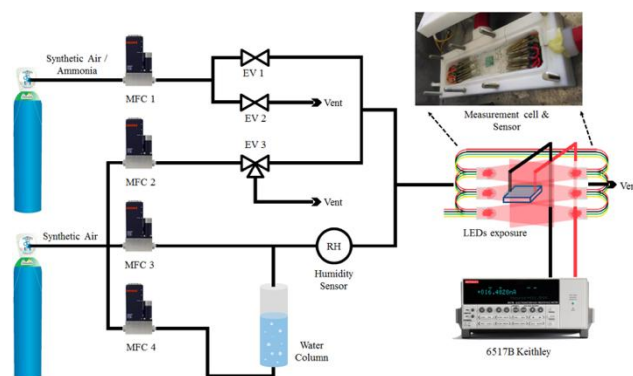 Synthetic Air /
Ammonia
MFC 1
EV 1
EV 2
Vent
Measurement cell &
Sensor
MFC 2
EV 3
Vent
Synthetic Air
MFC 3
RH
Humidity
Sensor
LEDs exposure
Ven
MFC 4
Water
Column
6517B Keithley